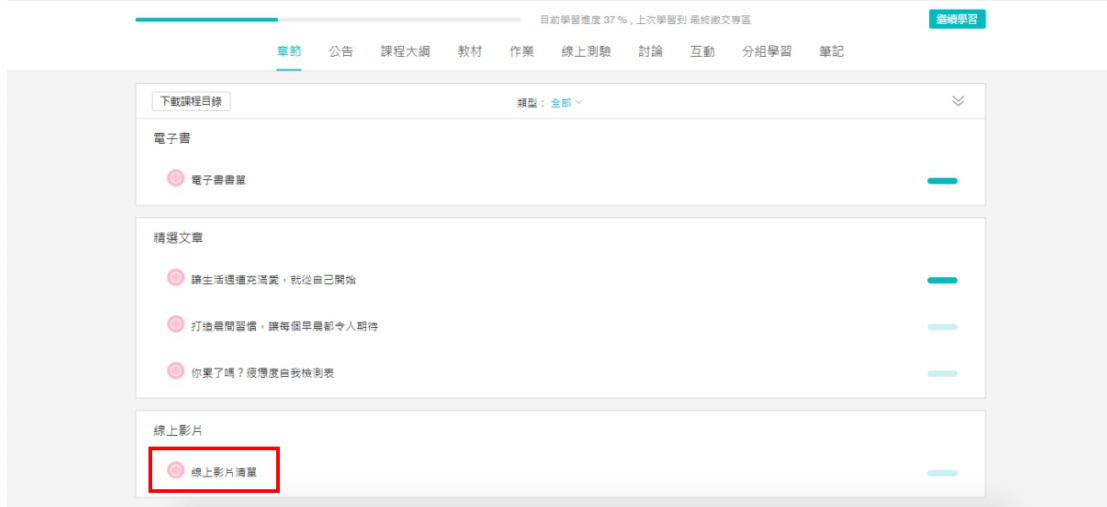 目前學習進度 37 % , 上次學習到 最終繳交專區
繼續學習
章節 公告 課程大綱 教材 作業 線上測驗 討論 互動 分組學習 筆記
下載課程目錄
類型： 全部
電子書
電子書書單
精選文章
讓生活週遭充滿愛，就從自己開始
打造晨間習慣，讓每個早晨都令人期待
你累了嗎？疲憊度自我檢測表
線上影片
線上影片清單